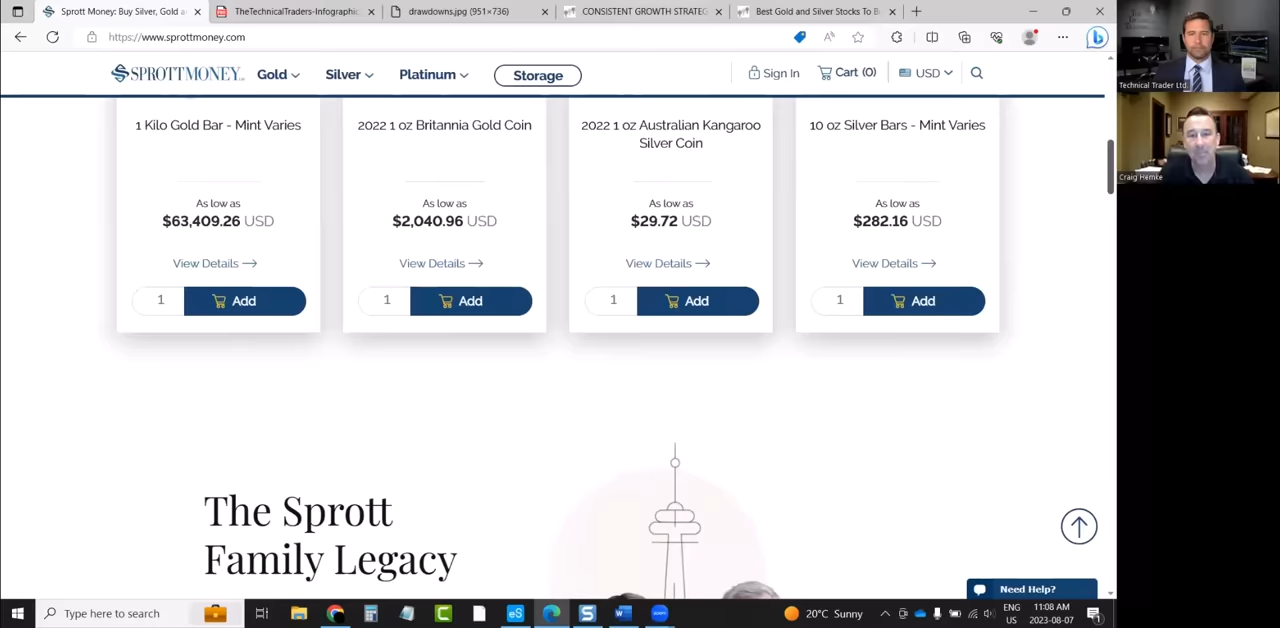 Sprott Money: Buy Silver, Gold a
TheTechnicalTraders-Infographic
drawdowns.jpg (951×736)
CONSISTENT GROWTH STRATEG
Best Gold and Silver Stocks To B
https://www.sprottmoney.com
SPROTTMONEY
Gold
Silver
Platinum
Storage
Sign In
Cart (0)
USD
Technical Trader Ltd.
Craig Hemke
1 Kilo Gold Bar - Mint Varies
As low as
$63,409.26 USD
View Details
1
Add
2022 1 oz Britannia Gold Coin
As low as
$2,040.96 USD
View Details
1
Add
2022 1 oz Australian Kangaroo
Silver Coin
As low as
$29.72 USD
View Details
1
Add
10 oz Silver Bars - Mint Varies
As low as
$282.16 USD
View Details
1
Add
The Sprott
Family Legacy
Need Help?
Type here to search
20°C Sunny
ENG
US
11:08 AM
2023-08-07